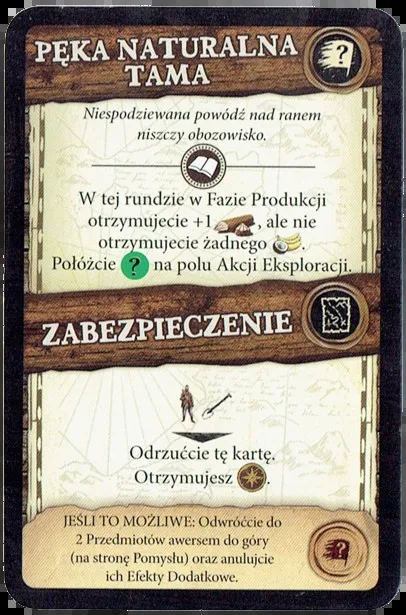 PĘKA NATURALNA
TAMA
?
Niespodziewana powódź nad ranem
niszczy obozowisko.
W tej rundzie w Fazie Produkcji
otrzymujecie +1 , ale nie
otrzymujecie żadnego .
Połóżcie ? na polu Akcji Eksploracji.
ZABEZPIECZENIE
Odrzućcie tę kartę.
Otrzymujesz .
JEŚLI TO MOŻLIWE: Odwróćcie do
2 Przedmiotów awersem do góry
(na stronę Pomysłu) oraz anulujcie
ich Efekty Dodatkowe.
?